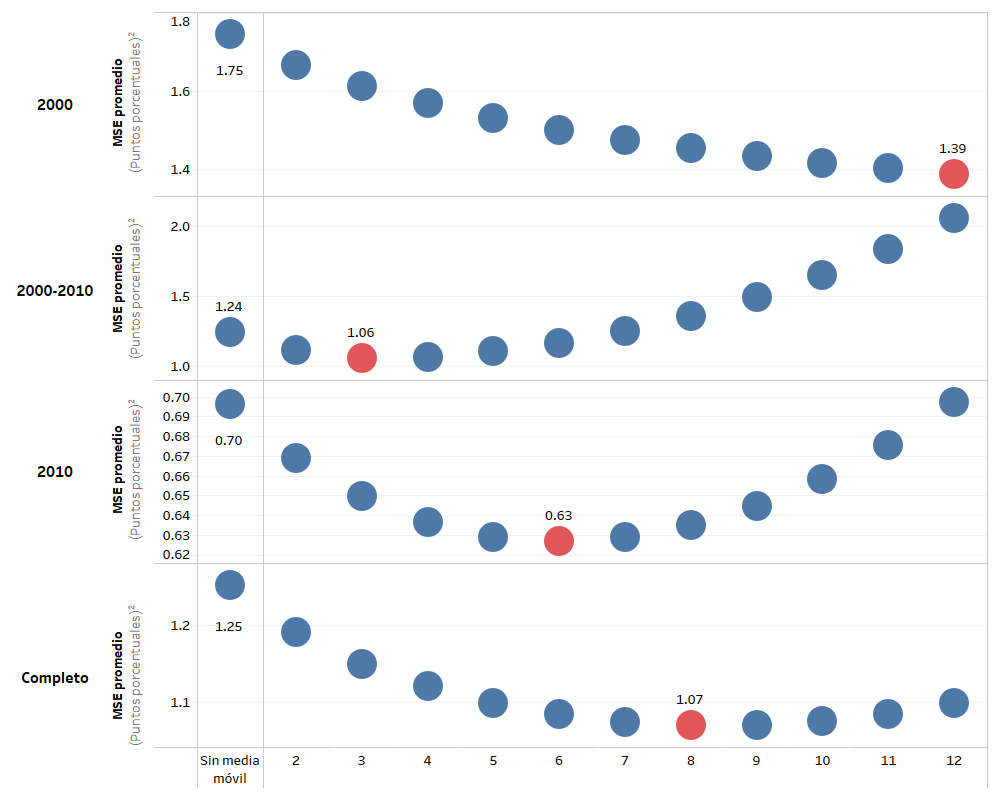 2000
MSE promedio
(Puntos porcentuales)²
1.8
1.6
1.4
1.75
1.39
2000-2010
MSE promedio
(Puntos porcentuales)²
2.0
1.5
1.0
1.24
1.06
2010
MSE promedio
(Puntos porcentuales)²
0.70
0.69
0.68
0.67
0.66
0.65
0.64
0.63
0.62
0.70
0.63
Completo
MSE promedio
(Puntos porcentuales)²
1.2
1.1
1.25
1.07
Sin media
móvil
2 3 4 5 6 7 8 9 10 11 12